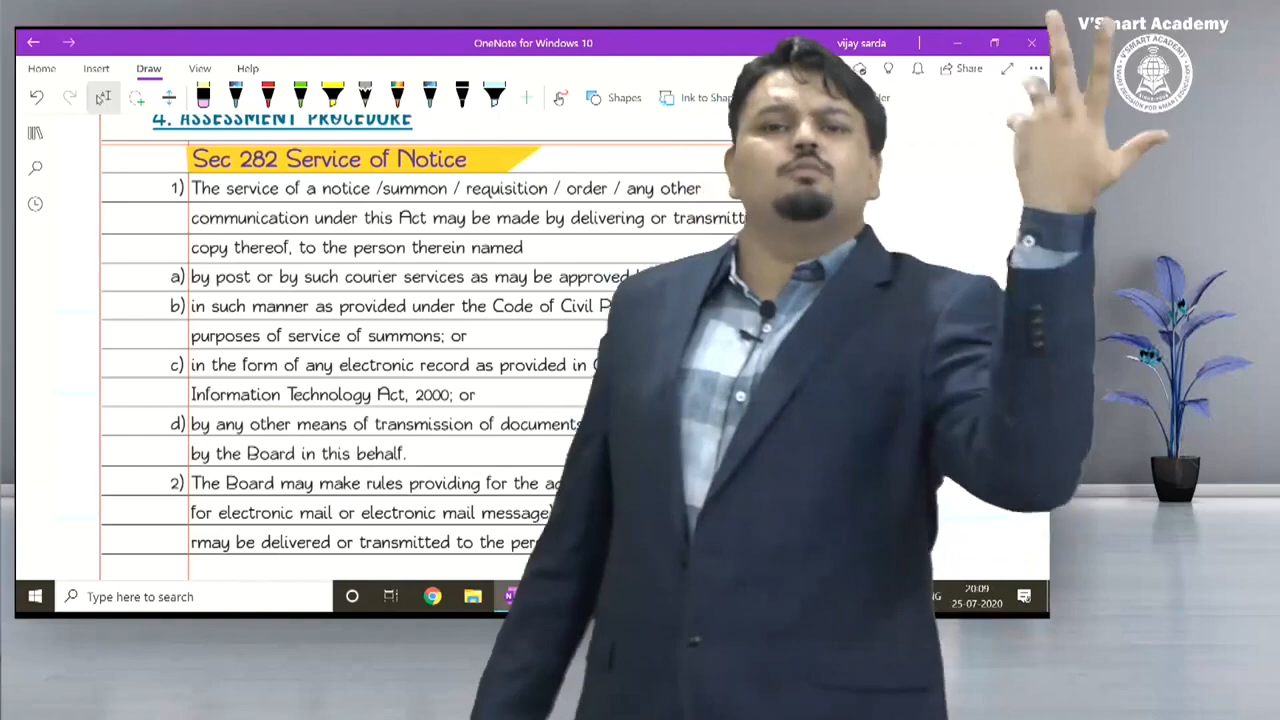 V'Smart Academy
OneNote for Windows 10
vijay sarda
Home Insert Draw View Help
Share
Shapes
Ink to Shap
4. ASSESSMENT PROCEDURE
Sec 282 Service of Notice
1) The service of a notice /summon / requisition / order / any other
communication under this Act may be made by delivering or transmitt
copy thereof, to the person therein named
a) by post or by such courier services as may be approved
b) in such manner as provided under the Code of Civil P
purposes of service of summons; or
c) in the form of any electronic record as provided in
Information Technology Act, 2000; or
d) by any other means of transmission of documents
by the Board in this behalf.
2) The Board may make rules providing for the ad
for electronic mail or electronic mail message)
rmay be delivered or transmitted to the pers
Type here to search
20:09
25-07-2020